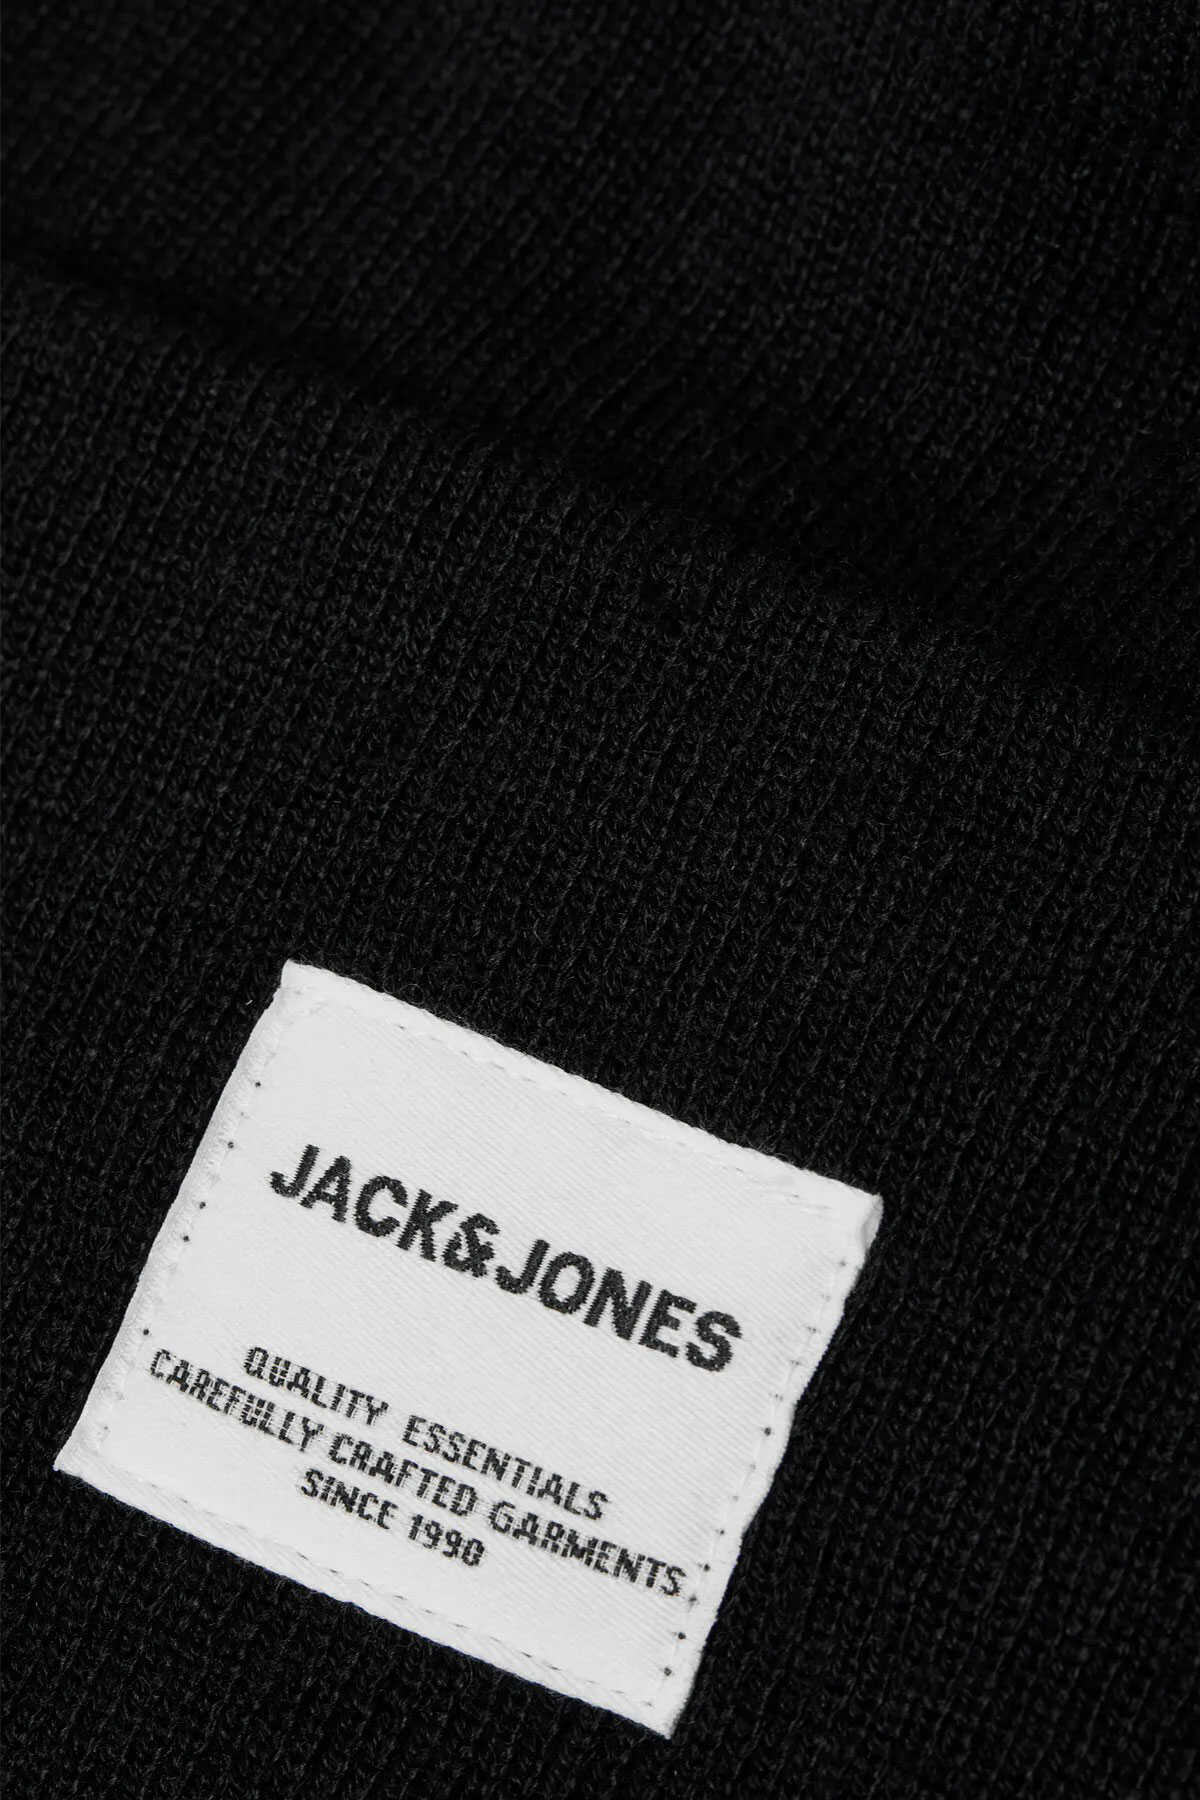 JACK&JONES
QUALITY ESSENTIALS
CAREFULLY CRAFTED GARMENTS
SINCE 1990